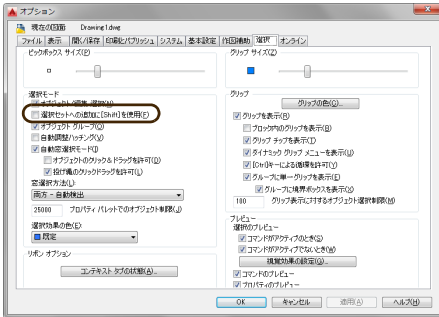 オプション
現在の図面 Drawing1.dwg
ファイル 表示 開く/保存 印刷とパブリッシュ システム 基本設定 作図補助 選択 オンライン
ピックボックス サイズ(P)
グリップ サイズ(Z)
選択モード
オブジェクト/編集 選択(N)
選択セットへの追加に[Shift]を使用(F)
オブジェクト グループ(O)
自動調整ハッチング(V)
自動窓選択モード(I)
オブジェクトのクリック&ドラッグを許可(D)
投げ縄のクリックドラッグを許可(L)
窓選択方法(L):
両方 - 自動検出
25000 プロパティ パレットでのオブジェクト制限(J)
選択効果の色(E):
既定
リボン オプション
コンテキスト タブの状態(A)...
グリップ
グリップの色(C)...
グリップを表示(R)
ブロック内のグリップを表示(B)
グリップ チップを表示(T)
ダイナミック グリップ メニューを表示(U)
[Ctrl]キーによる循環を許可(Y)
グループに単一グリップを表示(E)
グループに境界ボックスを表示(X)
100 グリップ表示に対するオブジェクト選択制限(M)
プレビュー
選択のプレビュー
コマンドがアクティブのとき(S)
コマンドがアクティブでないとき(W)
視覚効果の設定(G)...
コマンドのプレビュー
プロパティのプレビュー
OK キャンセル 適用(A) ヘルプ(H)